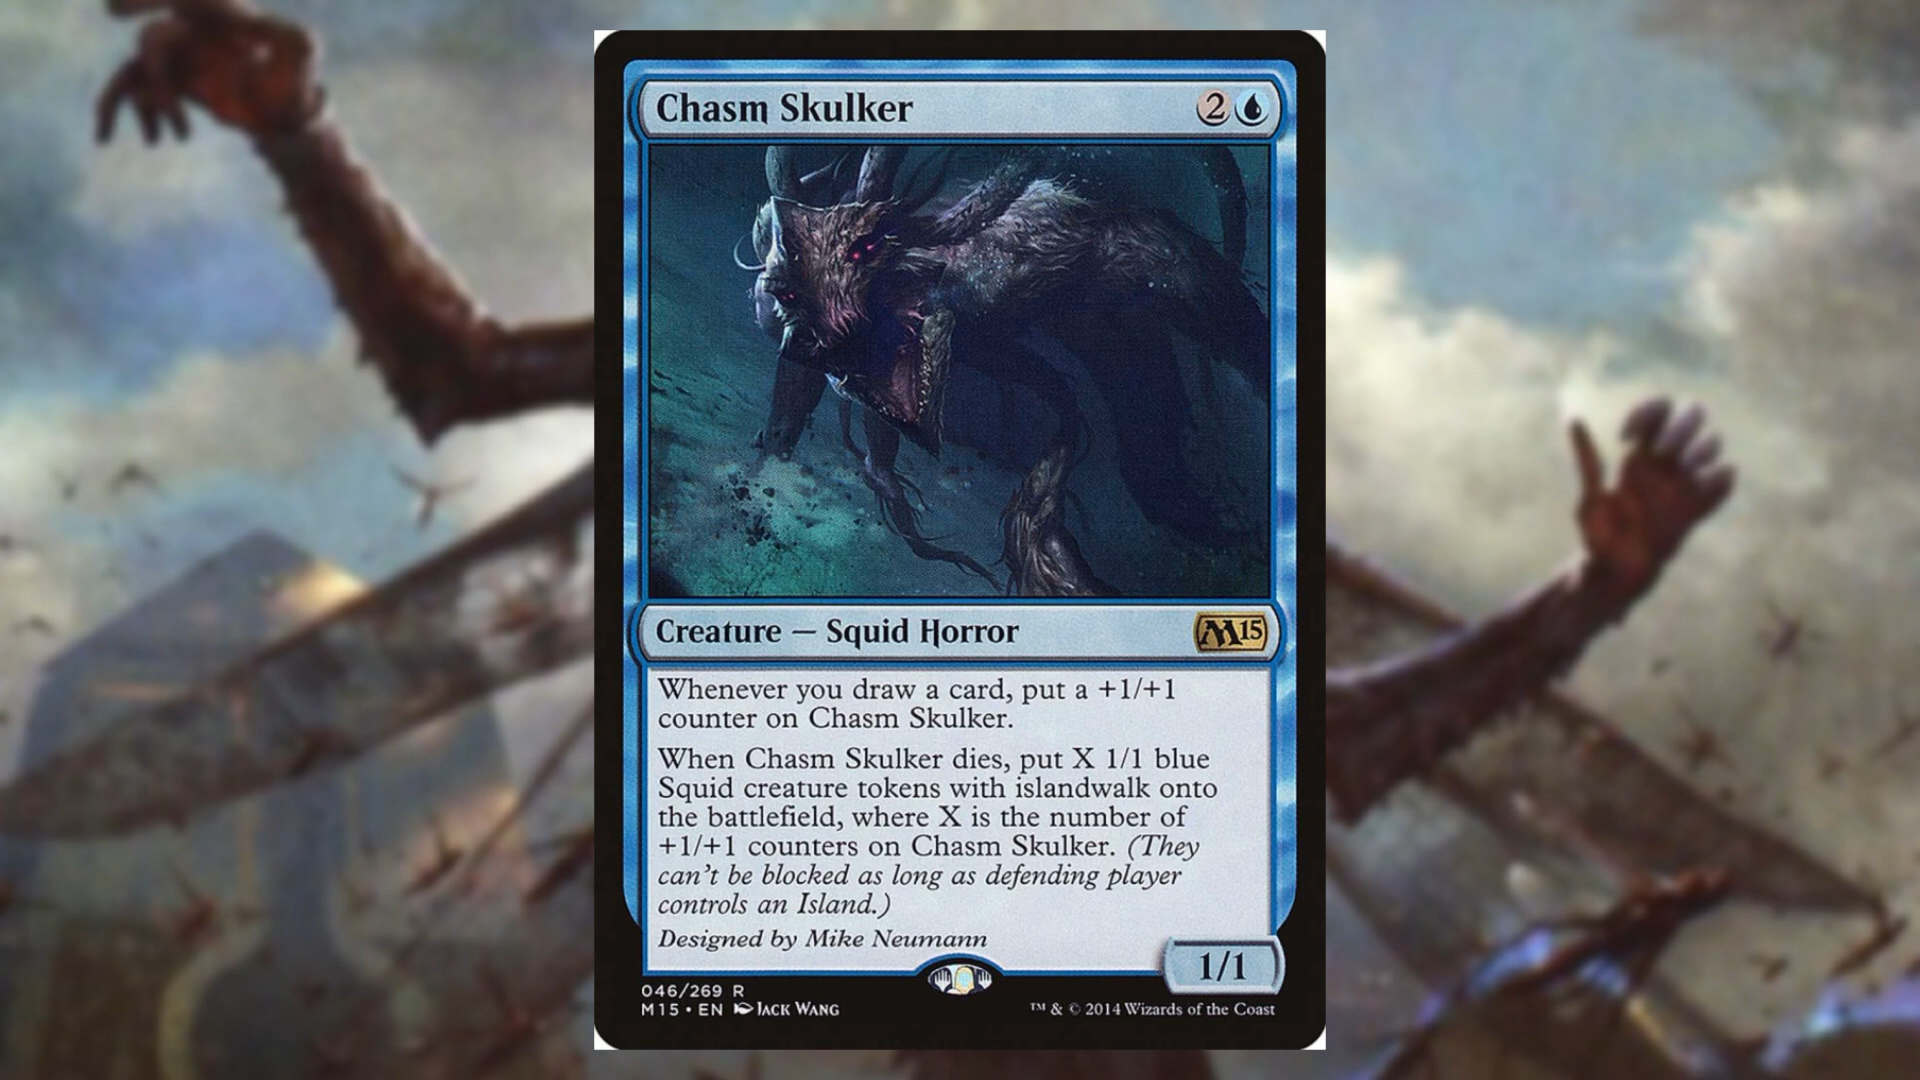 Chasm Skulker 2
Creature — Squid Horror M15
Whenever you draw a card, put a +1/+1
counter on Chasm Skulker.
When Chasm Skulker dies, put X 1/1 blue
Squid creature tokens with islandwalk onto
the battlefield, where X is the number of
+1/+1 counters on Chasm Skulker. (They
can't be blocked as long as defending player
controls an Island.)
Designed by Mike Neumann
1/1
046/269 R
M15 • EN Jack Wang ™ & © 2014 Wizards of the Coast